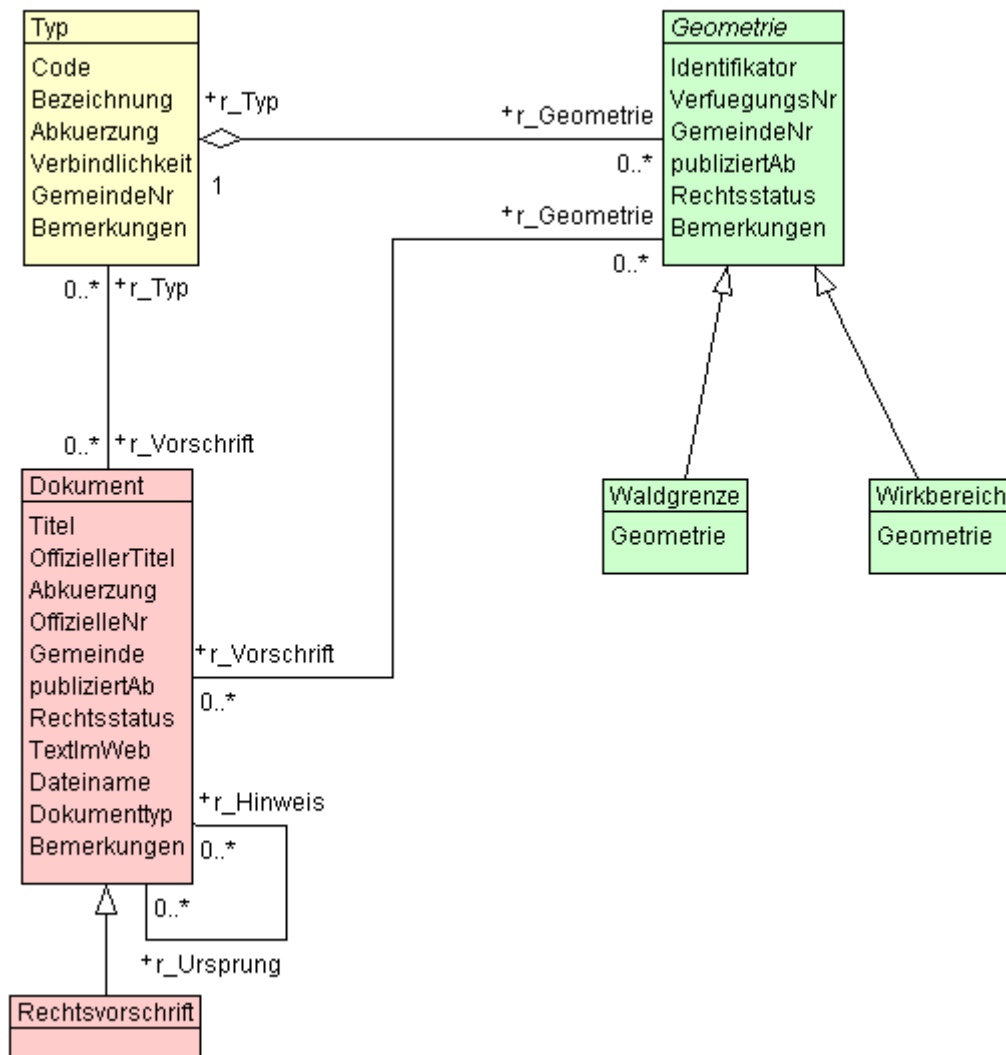 Typ
Code
Bezeichnung
Abkuerzung
Verbindlichkeit
GemeindeNr
Bemerkungen
Geometrie
Identifikator
VerfuegungsNr
GemeindeNr
publiziertAb
Rechtsstatus
Bemerkungen
+r_Typ
1
+r_Geometrie
0..*
+r_Geometrie
0..*
0..* +r_Typ
0..* +r_Vorschrift
Dokument
Titel
OffiziellerTitel
Abkuerzung
OffizielleNr
Gemeinde
publiziertAb
Rechtsstatus
TextImWeb
Dateiname
Dokumenttyp
Bemerkungen
Waldgrenze
Geometrie
Wirkbereich
Geometrie
+r_Vorschrift
0..*
+r_Hinweis
0..*
0..*
+r_Ursprung
Rechtsvorschrift